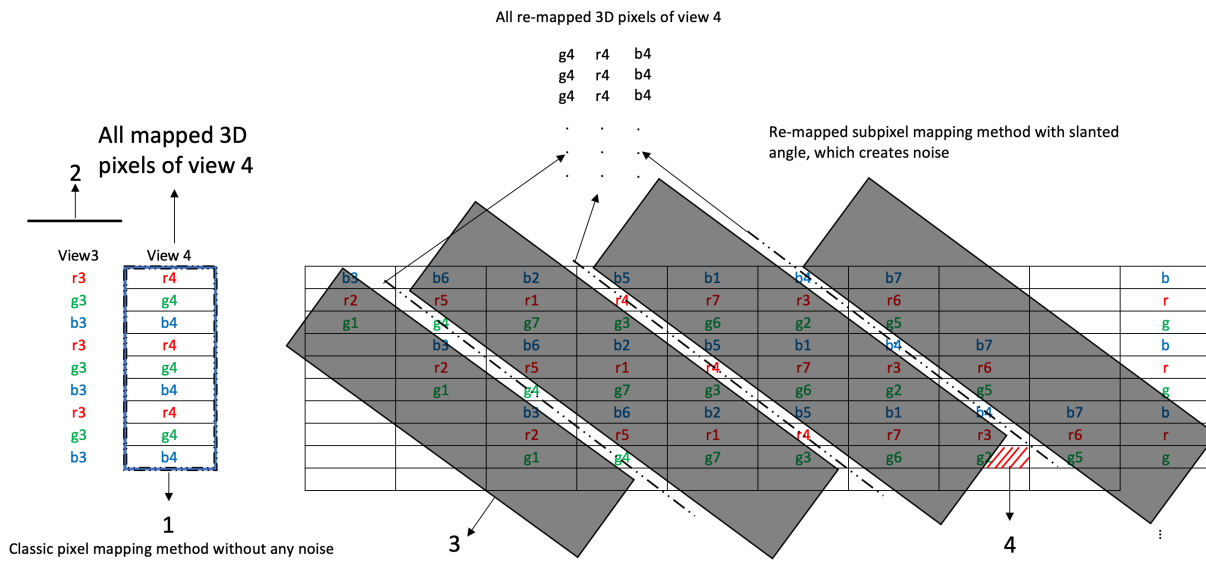 All re-mapped 3D pixels of view 4
g4 r4 b4
g4 r4 b4
g4 r4 b4
. . .
. . .
. . .
All mapped 3D
pixels of view 4
2
Re-mapped subpixel mapping method with slanted
angle, which creates noise
View3 View 4
r3 r4
g3 g4
b3 b4
r3 r4
g3 g4
b3 b4
r3 r4
g3 g4
b3 b4
b3 b6 b2 b5 b1 b4 b7 b
r2 r5 r1 r4 r7 r3 r6 r
g1 g4 g7 g3 g6 g2 g5 g
b3 b6 b2 b5 b1 b4 b7 b
r2 r5 r1 r4 r7 r3 r6 r
g1 g4 g7 g3 g6 g2 g5 g
b3 b6 b2 b5 b1 b4 b7 b
r2 r5 r1 r4 r7 r3 r6 r
g1 g4 g7 g3 g6 g2 g5 g
...
1
3
4
Classic pixel mapping method without any noise